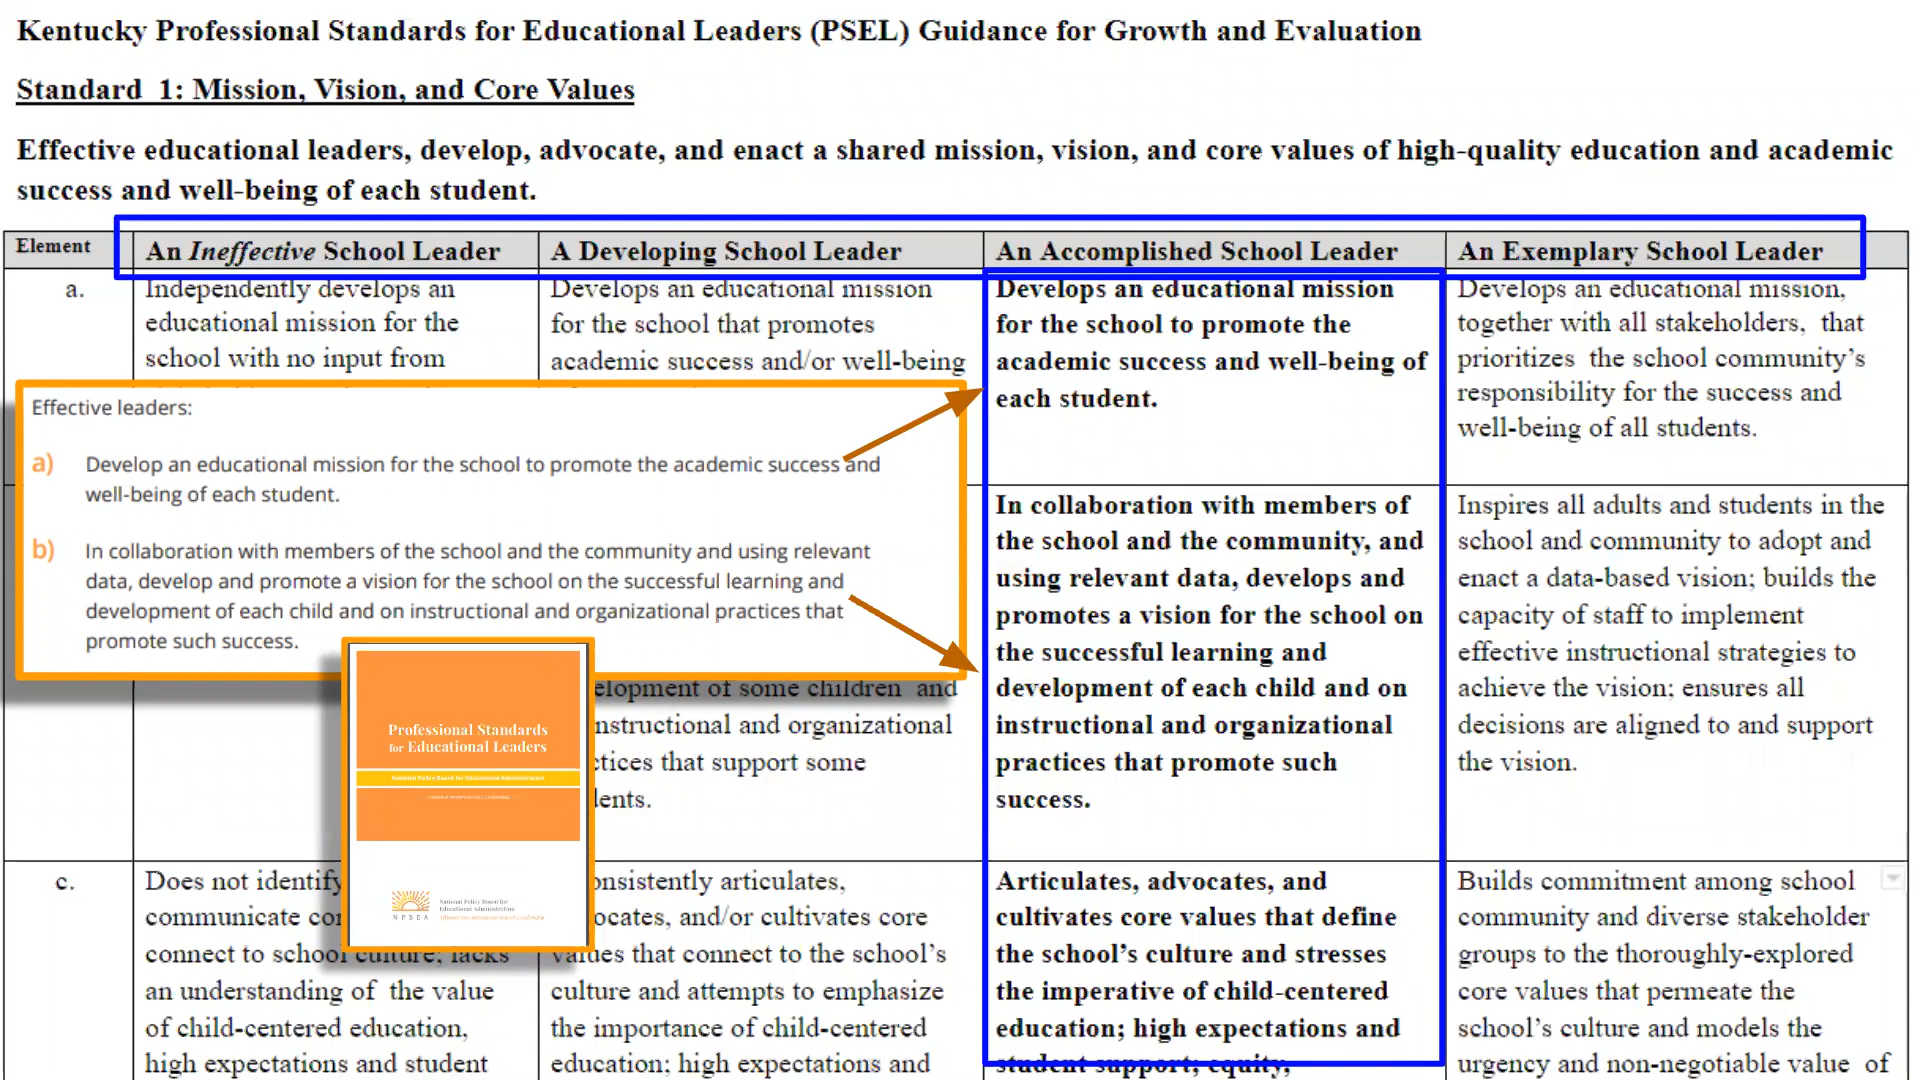 Kentucky Professional Standards for Educational Leaders (PSEL) Guidance for Growth and Evaluation
Standard 1: Mission, Vision, and Core Values
Effective educational leaders, develop, advocate, and enact a shared mission, vision, and core values of high-quality education and academic
success and well-being of each student.
Element
An Ineffective School Leader
A Developing School Leader
An Accomplished School Leader
An Exemplary School Leader
a.
Independently develops an
educational mission for the
school with no input from
Develops an educational mission
for the school that promotes
academic success and/or well-being
Develops an educational mission
for the school to promote the
academic success and well-being of
each student.
Develops an educational mission,
together with all stakeholders, that
prioritizes the school community's
responsibility for the success and
well-being of all students.
Effective leaders:
a) Develop an educational mission for the school to promote the academic success and
well-being of each student.
b) In collaboration with members of the school and the community and using relevant
data, develop and promote a vision for the school on the successful learning and
development of each child and on instructional and organizational practices that
promote such success.
elopment of some children and
nstructional and organizational
ctices that support some
dents.
In collaboration with members of
the school and the community, and
using relevant data, develops and
promotes a vision for the school on
the successful learning and
development of each child and on
instructional and organizational
practices that promote such
success.
Inspires all adults and students in the
school and community to adopt and
enact a data-based vision; builds the
capacity of staff to implement
effective instructional strategies to
achieve the vision; ensures all
decisions are aligned to and support
the vision.
Professional Standards
for Educational Leaders
National Policy Board for Educational Administration
NPBEA
National Policy Board for
Educational Administration
c.
Does not identify
communicate co
connect to school culture; lacks
an understanding of the value
of child-centered education,
high expectations and student
onsistently articulates,
ocates, and/or cultivates core
values that connect to the school's
culture and attempts to emphasize
the importance of child-centered
education; high expectations and
Articulates, advocates, and
cultivates core values that define
the school's culture and stresses
the imperative of child-centered
education; high expectations and
student support; equity,
Builds commitment among school
community and diverse stakeholder
groups to the thoroughly-explored
core values that permeate the
school's culture and models the
urgency and non-negotiable value of